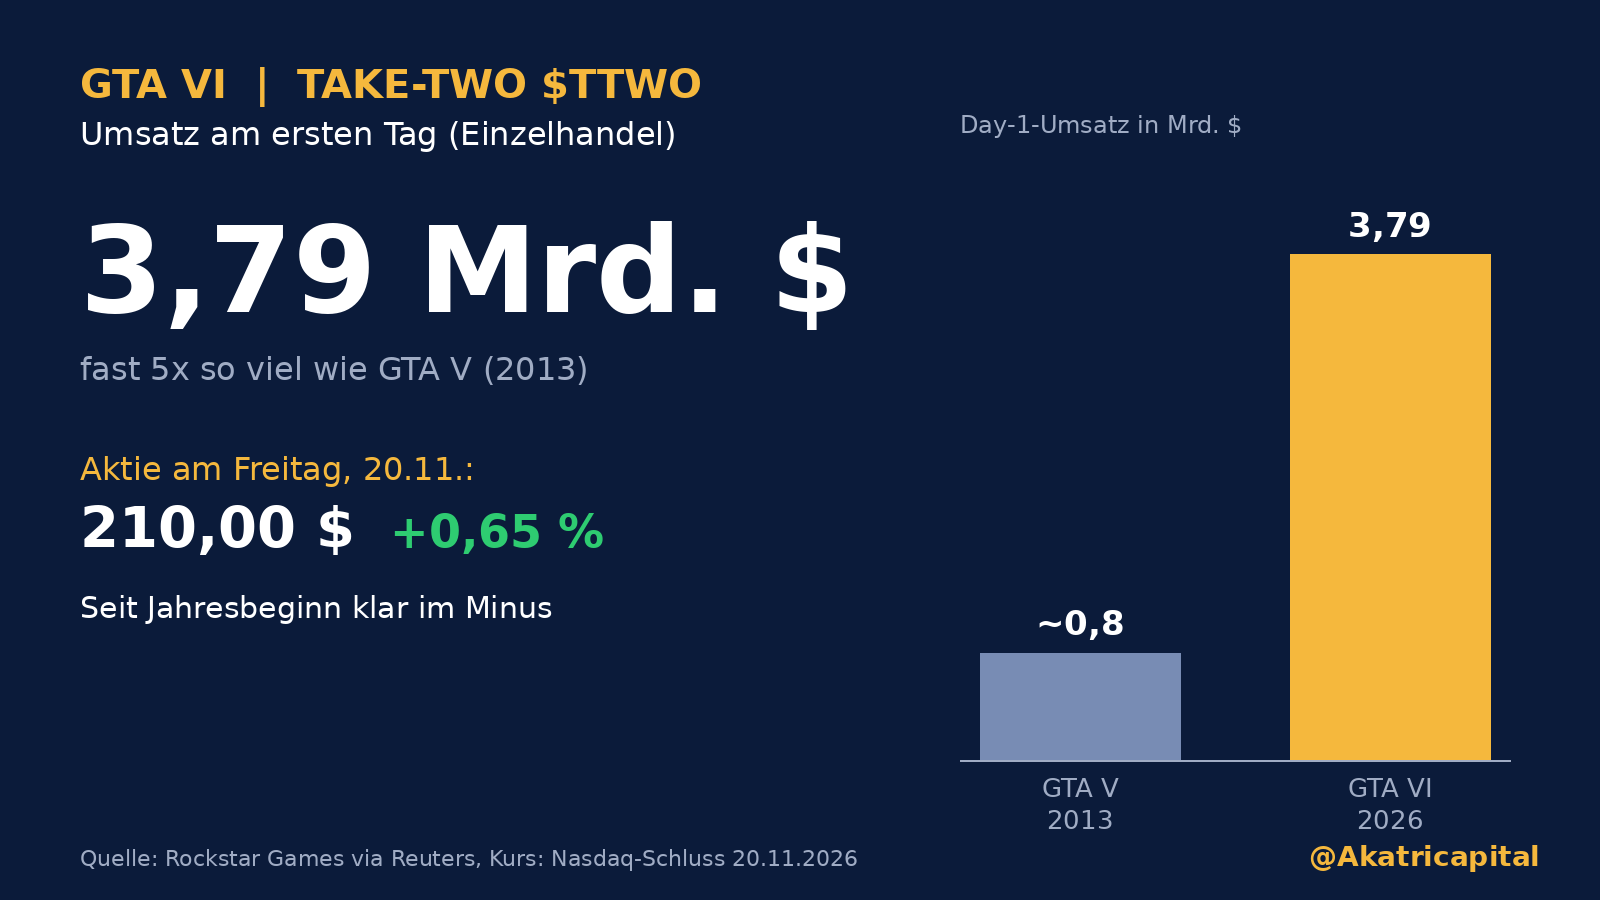 GTA VI | TAKE-TWO $TTWO
Umsatz am ersten Tag (Einzelhandel)
3,79 Mrd. $
fast 5x so viel wie GTA V (2013)
Aktie am Freitag, 20.11.:
210,00 $ +0,65 %
Seit Jahresbeginn klar im Minus
Day-1-Umsatz in Mrd. $
3,79
~0,8
GTA V
2013
GTA VI
2026
Quelle: Rockstar Games via Reuters, Kurs: Nasdaq-Schluss 20.11.2026
@Akatricapital